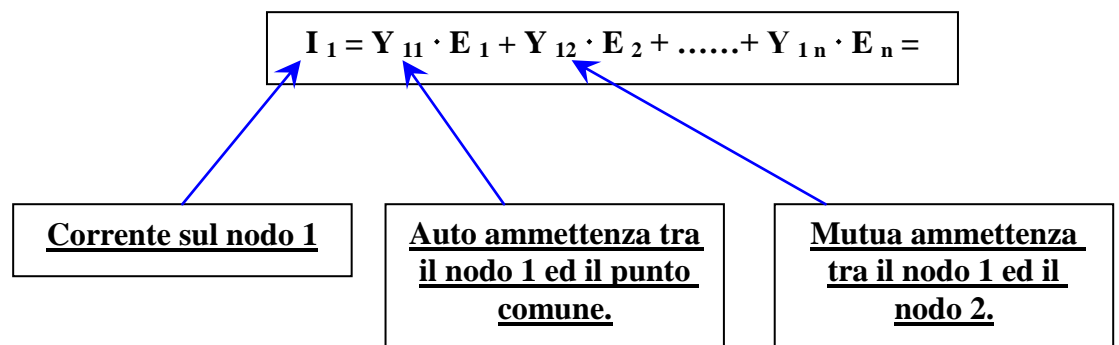 I 1 = Y 11 · E 1 + Y 12 · E 2 + ……+ Y 1 n · E n =
Corrente sul nodo 1
Auto ammettenza tra
il nodo 1 ed il punto
comune.
Mutua ammettenza
tra il nodo 1 ed il
nodo 2.